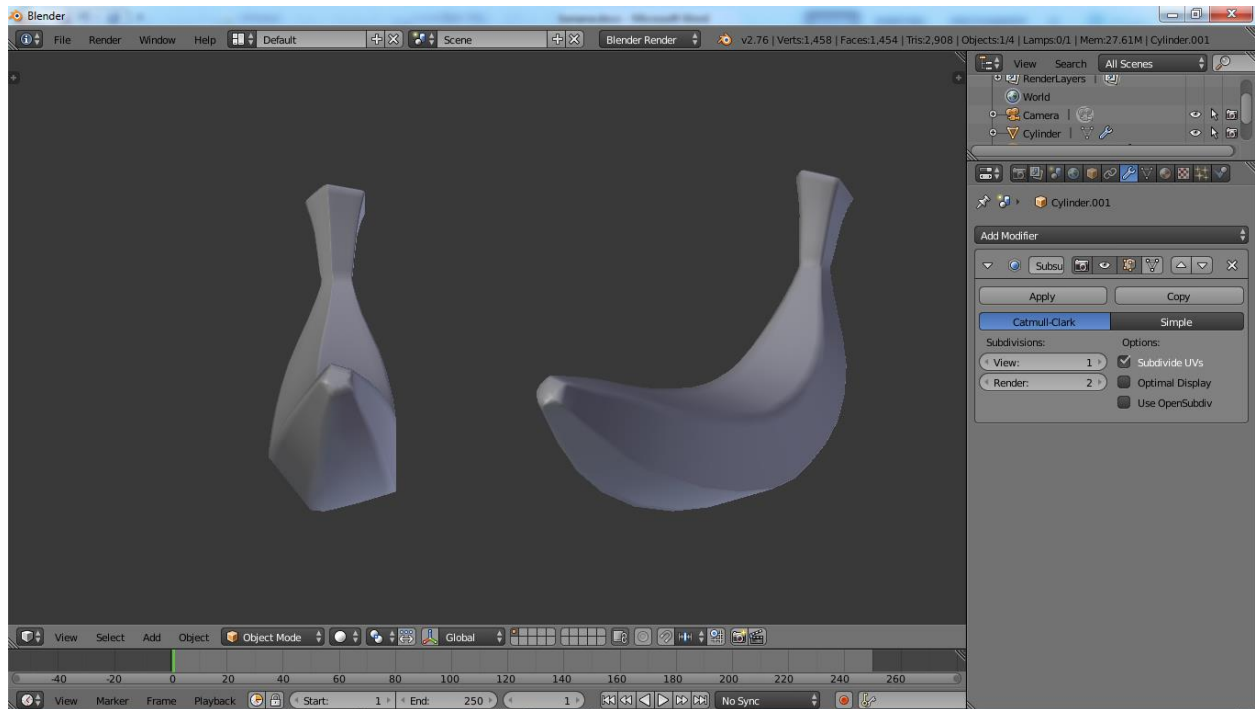 Blender
File Render Window Help Default Scene Blender Render v2.76 | Verts:1,458 | Faces:1,454 | Tris:2,908 | Objects:1/4 | Lamps:0/1 | Mem:27.61M | Cylinder.001
View Search All Scenes
RenderLayers |
World
Camera |
Cylinder |
Cylinder.001
Add Modifier
Subsu
Apply Copy
Catmull-Clark Simple
Subdivisions: Options:
View: 1 Subdivide UVs
Render: 2 Optimal Display
Use OpenSubdiv
View Select Add Object Object Mode Global
-40 -20 0 20 40 60 80 100 120 140 160 180 200 220 240 260
View Marker Frame Playback Start: 1 End: 250 1 No Sync